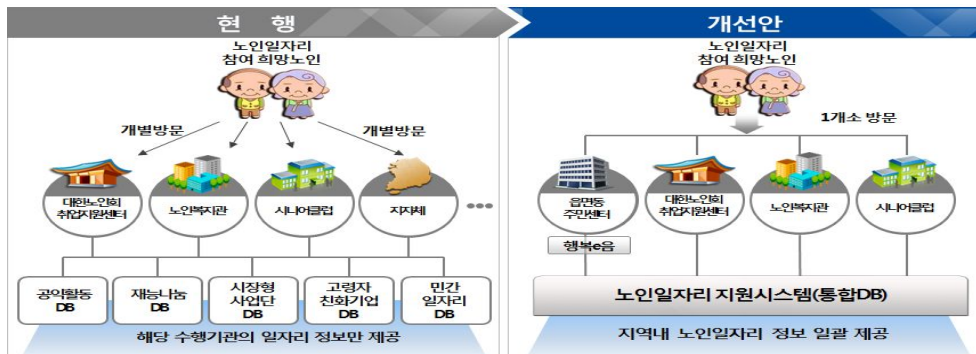 현 행
노인일자리
참여 희망노인
개별방문
개별방문
대한노인회
취업지원센터
노인복지관
시니어클럽
지자체
공익활동
DB
재능나눔
DB
시장형
사업단
DB
고령자
친화기업
DB
민간
일자리
DB
해당 수행기관의 일자리 정보만 제공
개선안
노인일자리
참여 희망노인
1개소 방문
읍면동
주민센터
대한노인회
취업지원센터
노인복지관
시니어클럽
행복e음
노인일자리 지원시스템(통합DB)
지역내 노인일자리 정보 일괄 제공